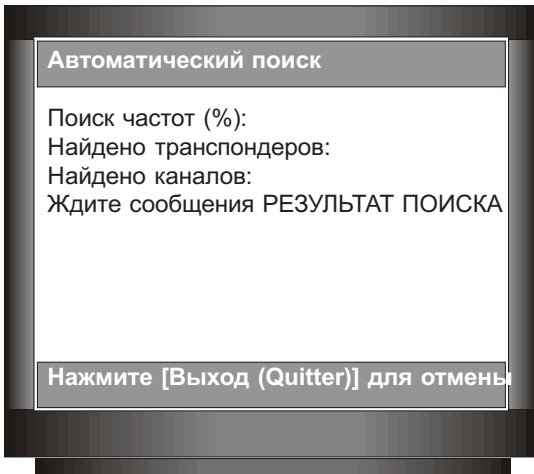 Автоматический поиск
Поиск частот (%):
Найдено транспондеров:
Найдено каналов:
Ждите сообщения РЕЗУЛЬТАТ ПОИСКА
Нажмите [Выход (Quitter)] для отмены